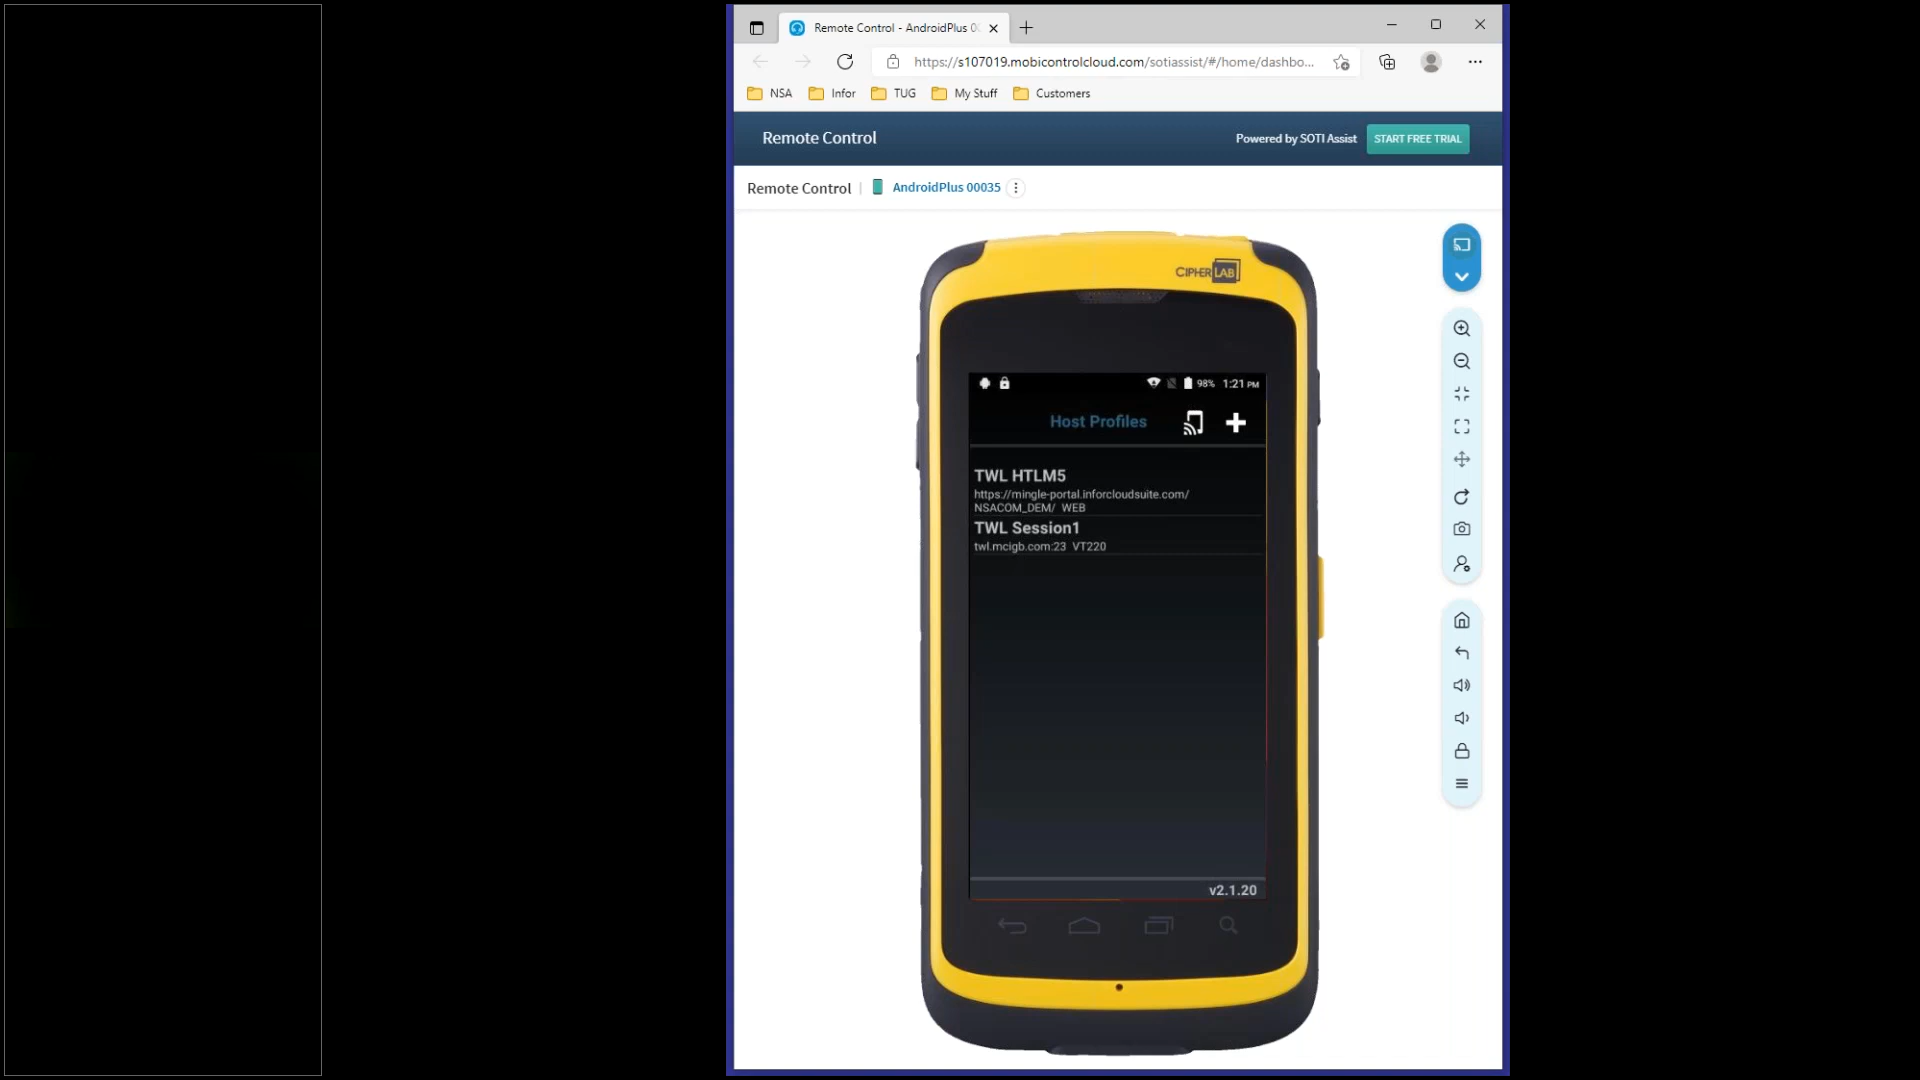 Remote Control - AndroidPlus 00
https://s107019.mobicontrolcloud.com/sotiassist/#/home/dashbo...
NSA Infor TUG My Stuff Customers
Remote Control Powered by SOTI Assist START FREE TRIAL
Remote Control | AndroidPlus 00035
CIPHERLAB
98% 1:21 PM
Host Profiles
TWL HTLM5
https://mingle-portal.inforcloudsuite.com/
NSACOM_DEM/ WEB
TWL Session1
twl.mcigb.com:23 VT220
v2.1.20